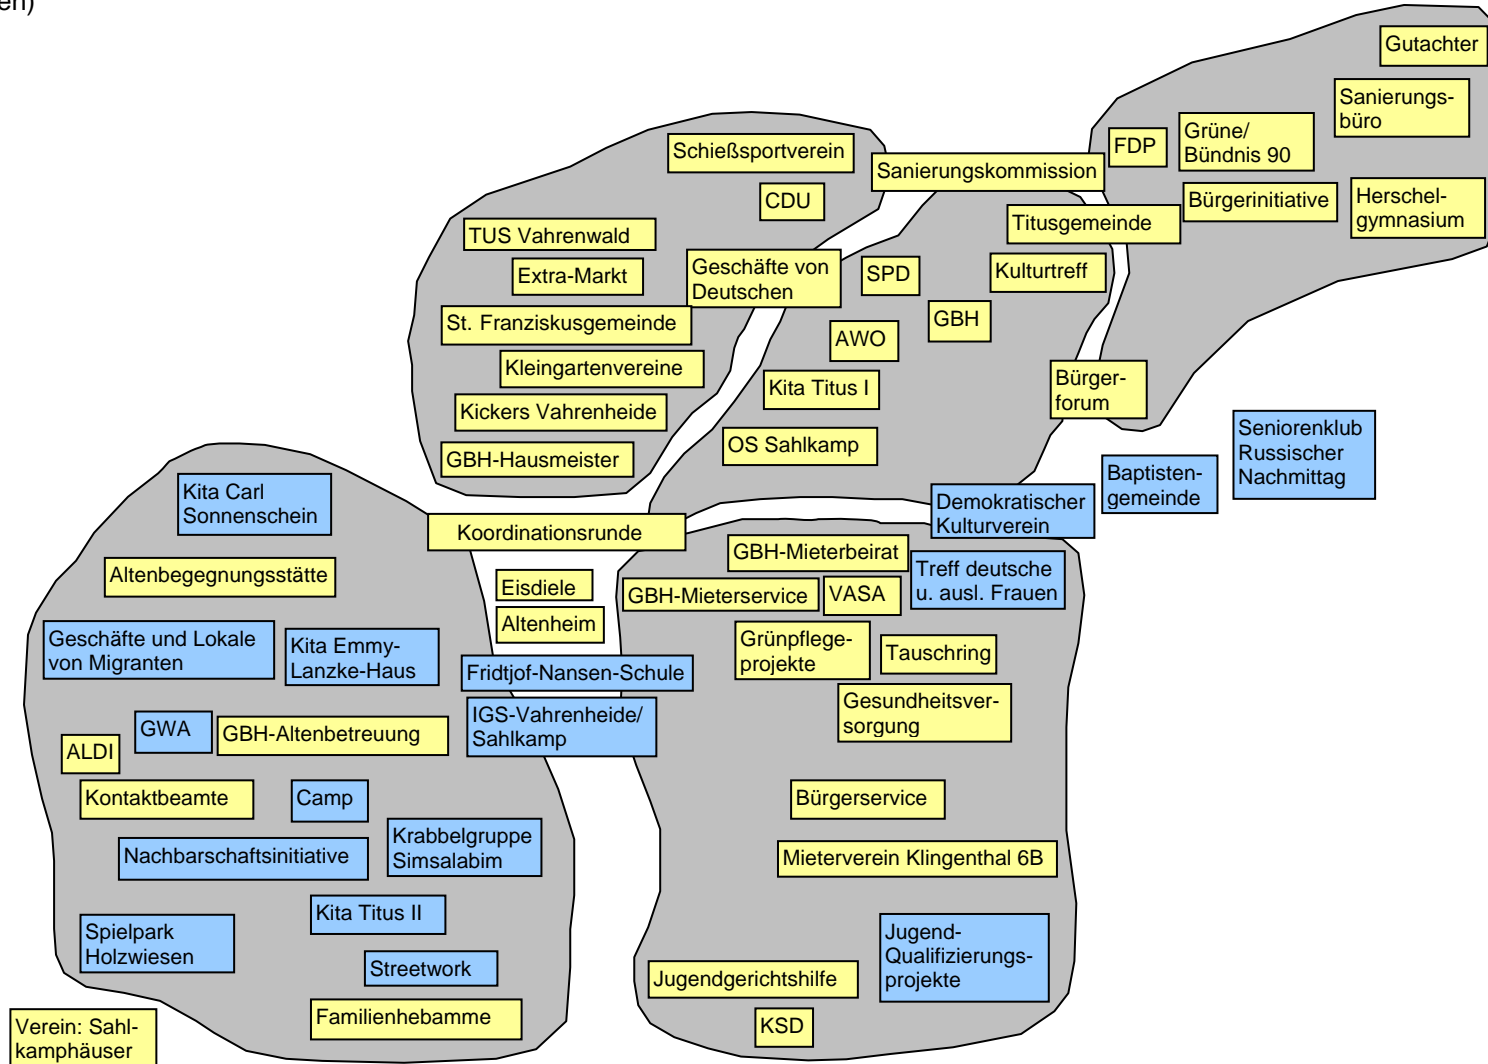 en)
Gutachter
Sanierungs-
büro
Grüne/
Bündnis 90
FDP
Schießsportverein
Sanierungskommission
CDU
Bürgerinitiative
Herschel-
gymnasium
Titusgemeinde
TUS Vahrenwald
Extra-Markt
Geschäfte von
Deutschen
SPD
Kulturtreff
St. Franziskusgemeinde
GBH
AWO
Kleingartenvereine
Kita Titus I
Bürger-
forum
Kickers Vahrenheide
OS Sahlkamp
GBH-Hausmeister
Seniorenklub
Russischer
Nachmittag
Baptisten-
gemeinde
Kita Carl
Sonnenschein
Demokratischer
Kulturverein
Koordinationsrunde
GBH-Mieterbeirat
Treff deutsche
u. ausl. Frauen
Altenbegegnungsstätte
Eisdiele
GBH-Mieterservice
VASA
Altenheim
Geschäfte und Lokale
von Migranten
Kita Emmy-
Lanzke-Haus
Grünpflege-
projekte
Tauschring
Fridtjof-Nansen-Schule
Gesundheitsver-
sorgung
IGS-Vahrenheide/
Sahlkamp
GWA
GBH-Altenbetreuung
ALDI
Kontaktbeamte
Camp
Bürgerservice
Nachbarschaftsinitiative
Krabbelgruppe
Simsalabim
Mieterverein Klingenthal 6B
Kita Titus II
Spielpark
Holzwiesen
Jugend-
Qualifizierungs-
projekte
Streetwork
Jugendgerichtshilfe
Familienhebamme
KSD
Verein: Sahl-
kamphäuser